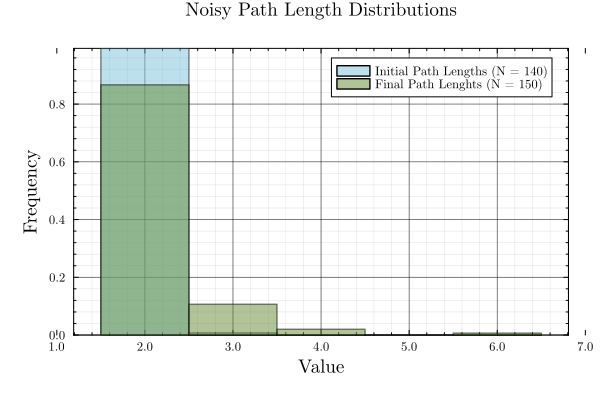 Noisy Path Length Distributions
Initial Path Lengths (N = 140)
Final Path Lenghts (N = 150)
Frequency
0.8
0.6
0.4
0.2
0.0
1.0 2.0 3.0 4.0 5.0 6.0 7.0
Value